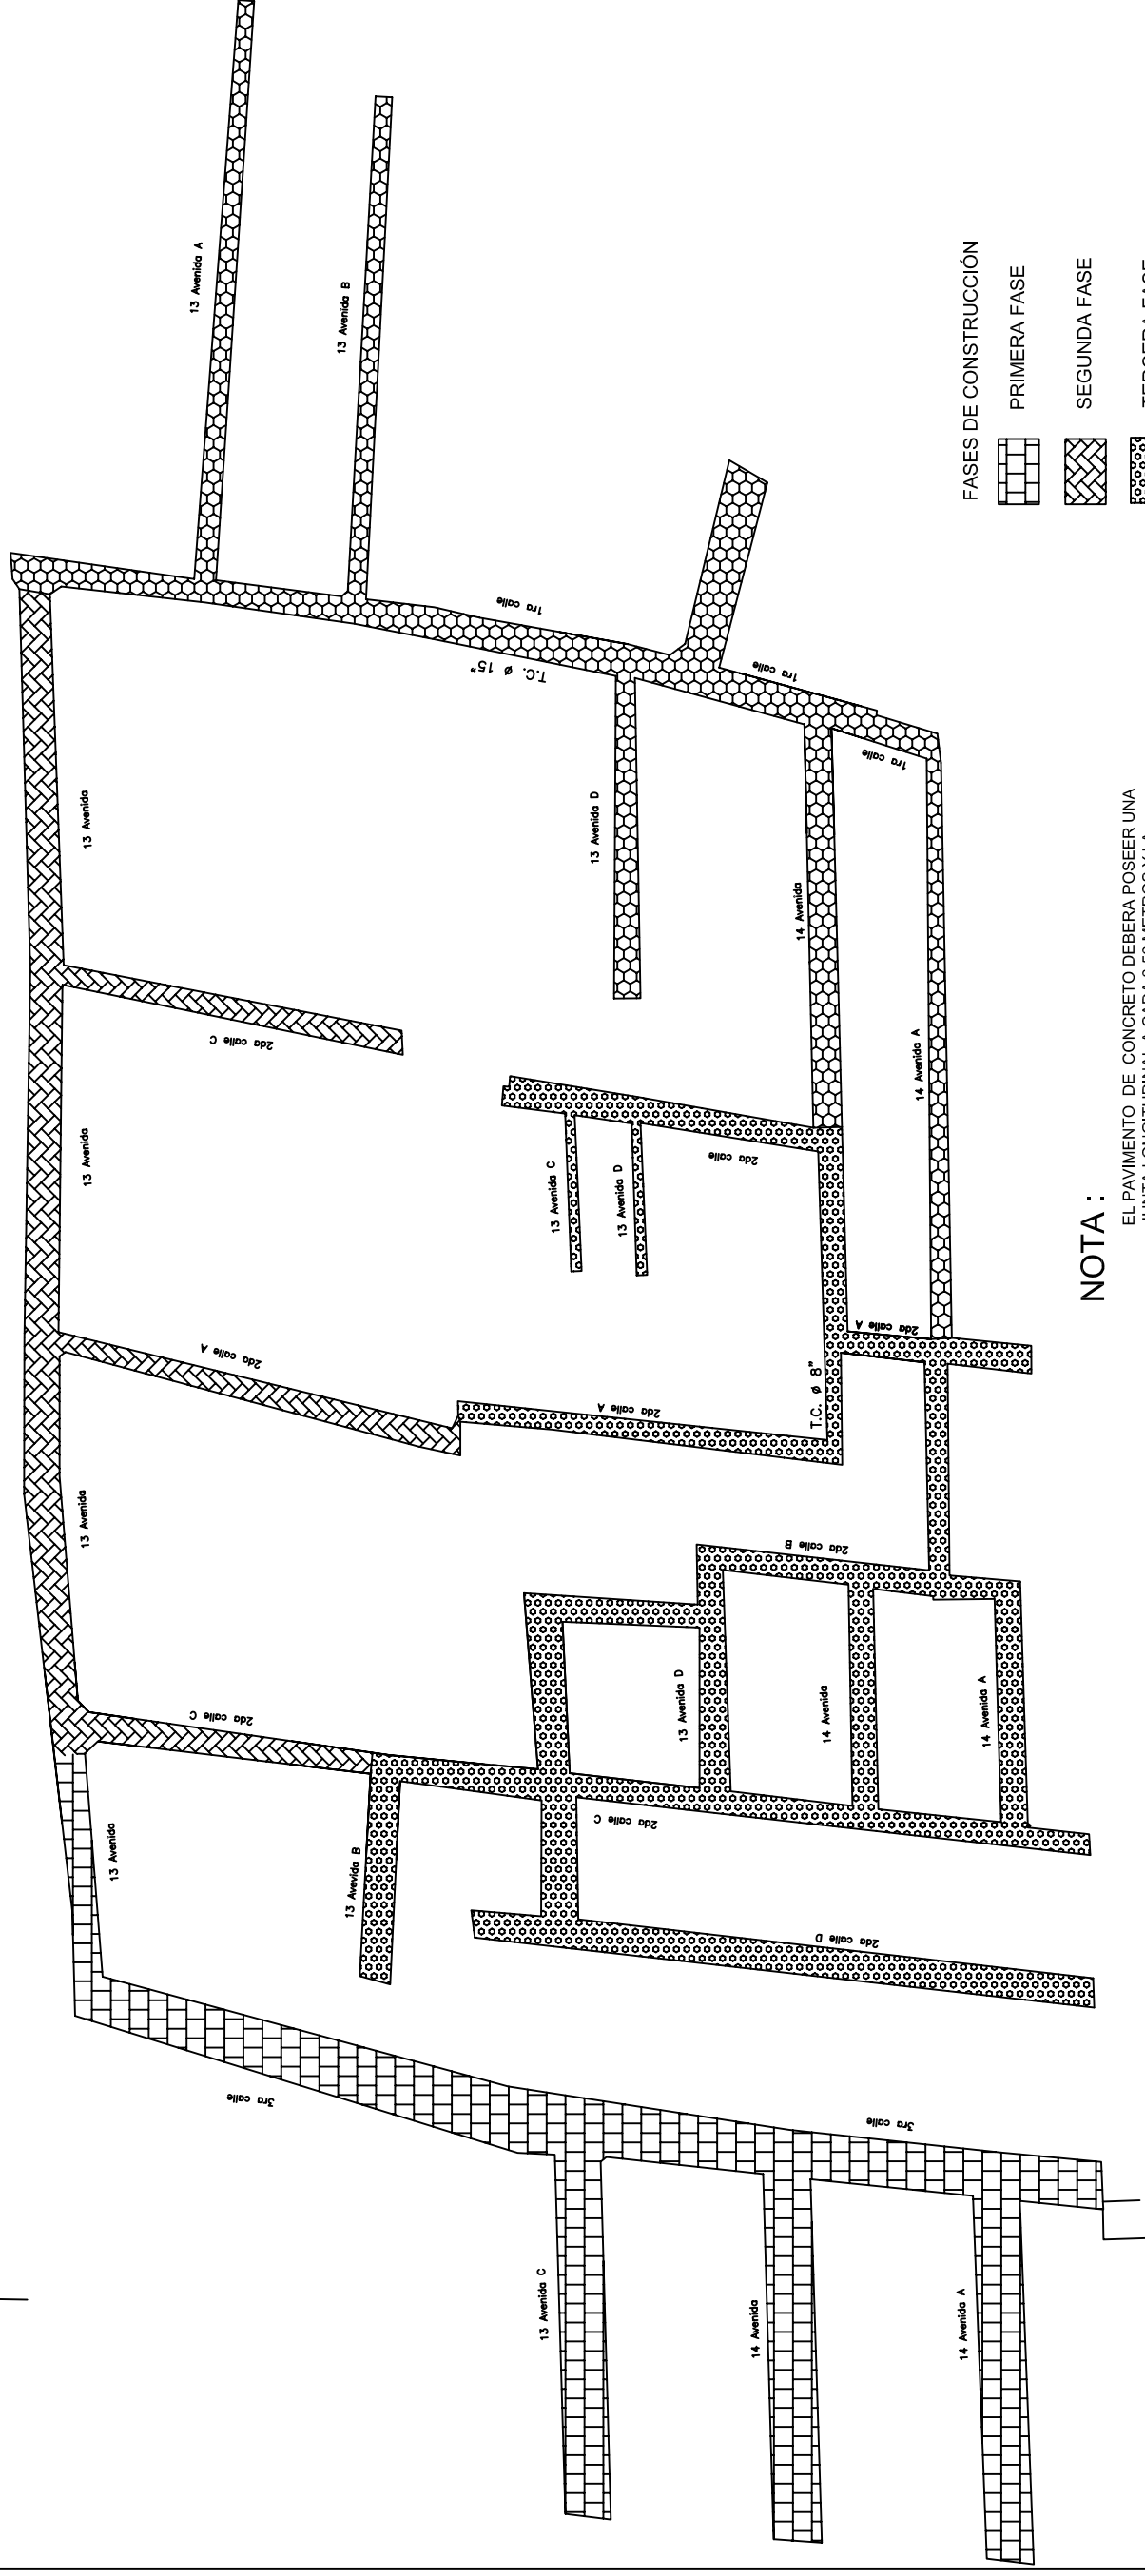 13 Avenida A
13 Avenida B
1ra calle
T.C. ø 15"
1ra calle
1ra calle
13 Avenida
13 Avenida D
14 Avenida
14 Avenida A
2da calle C
13 Avenida
13 Avenida C
13 Avenida D
2da calle
2da calle A
2da calle A
2da calle A
T.C. ø 8"
13 Avenida
2da calle B
2da calle C
13 Avenida D
14 Avenida
14 Avenida A
13 Avenida
13 Avevida B
2da calle C
2da calle D
3ra calle
3ra calle
13 Avenida C
14 Avenida
14 Avenida A
FASES DE CONSTRUCCIÓN
PRIMERA FASE
SEGUNDA FASE
TERCERA FASE
NOTA :
EL PAVIMENTO DE CONCRETO DEBERA POSEER UNA